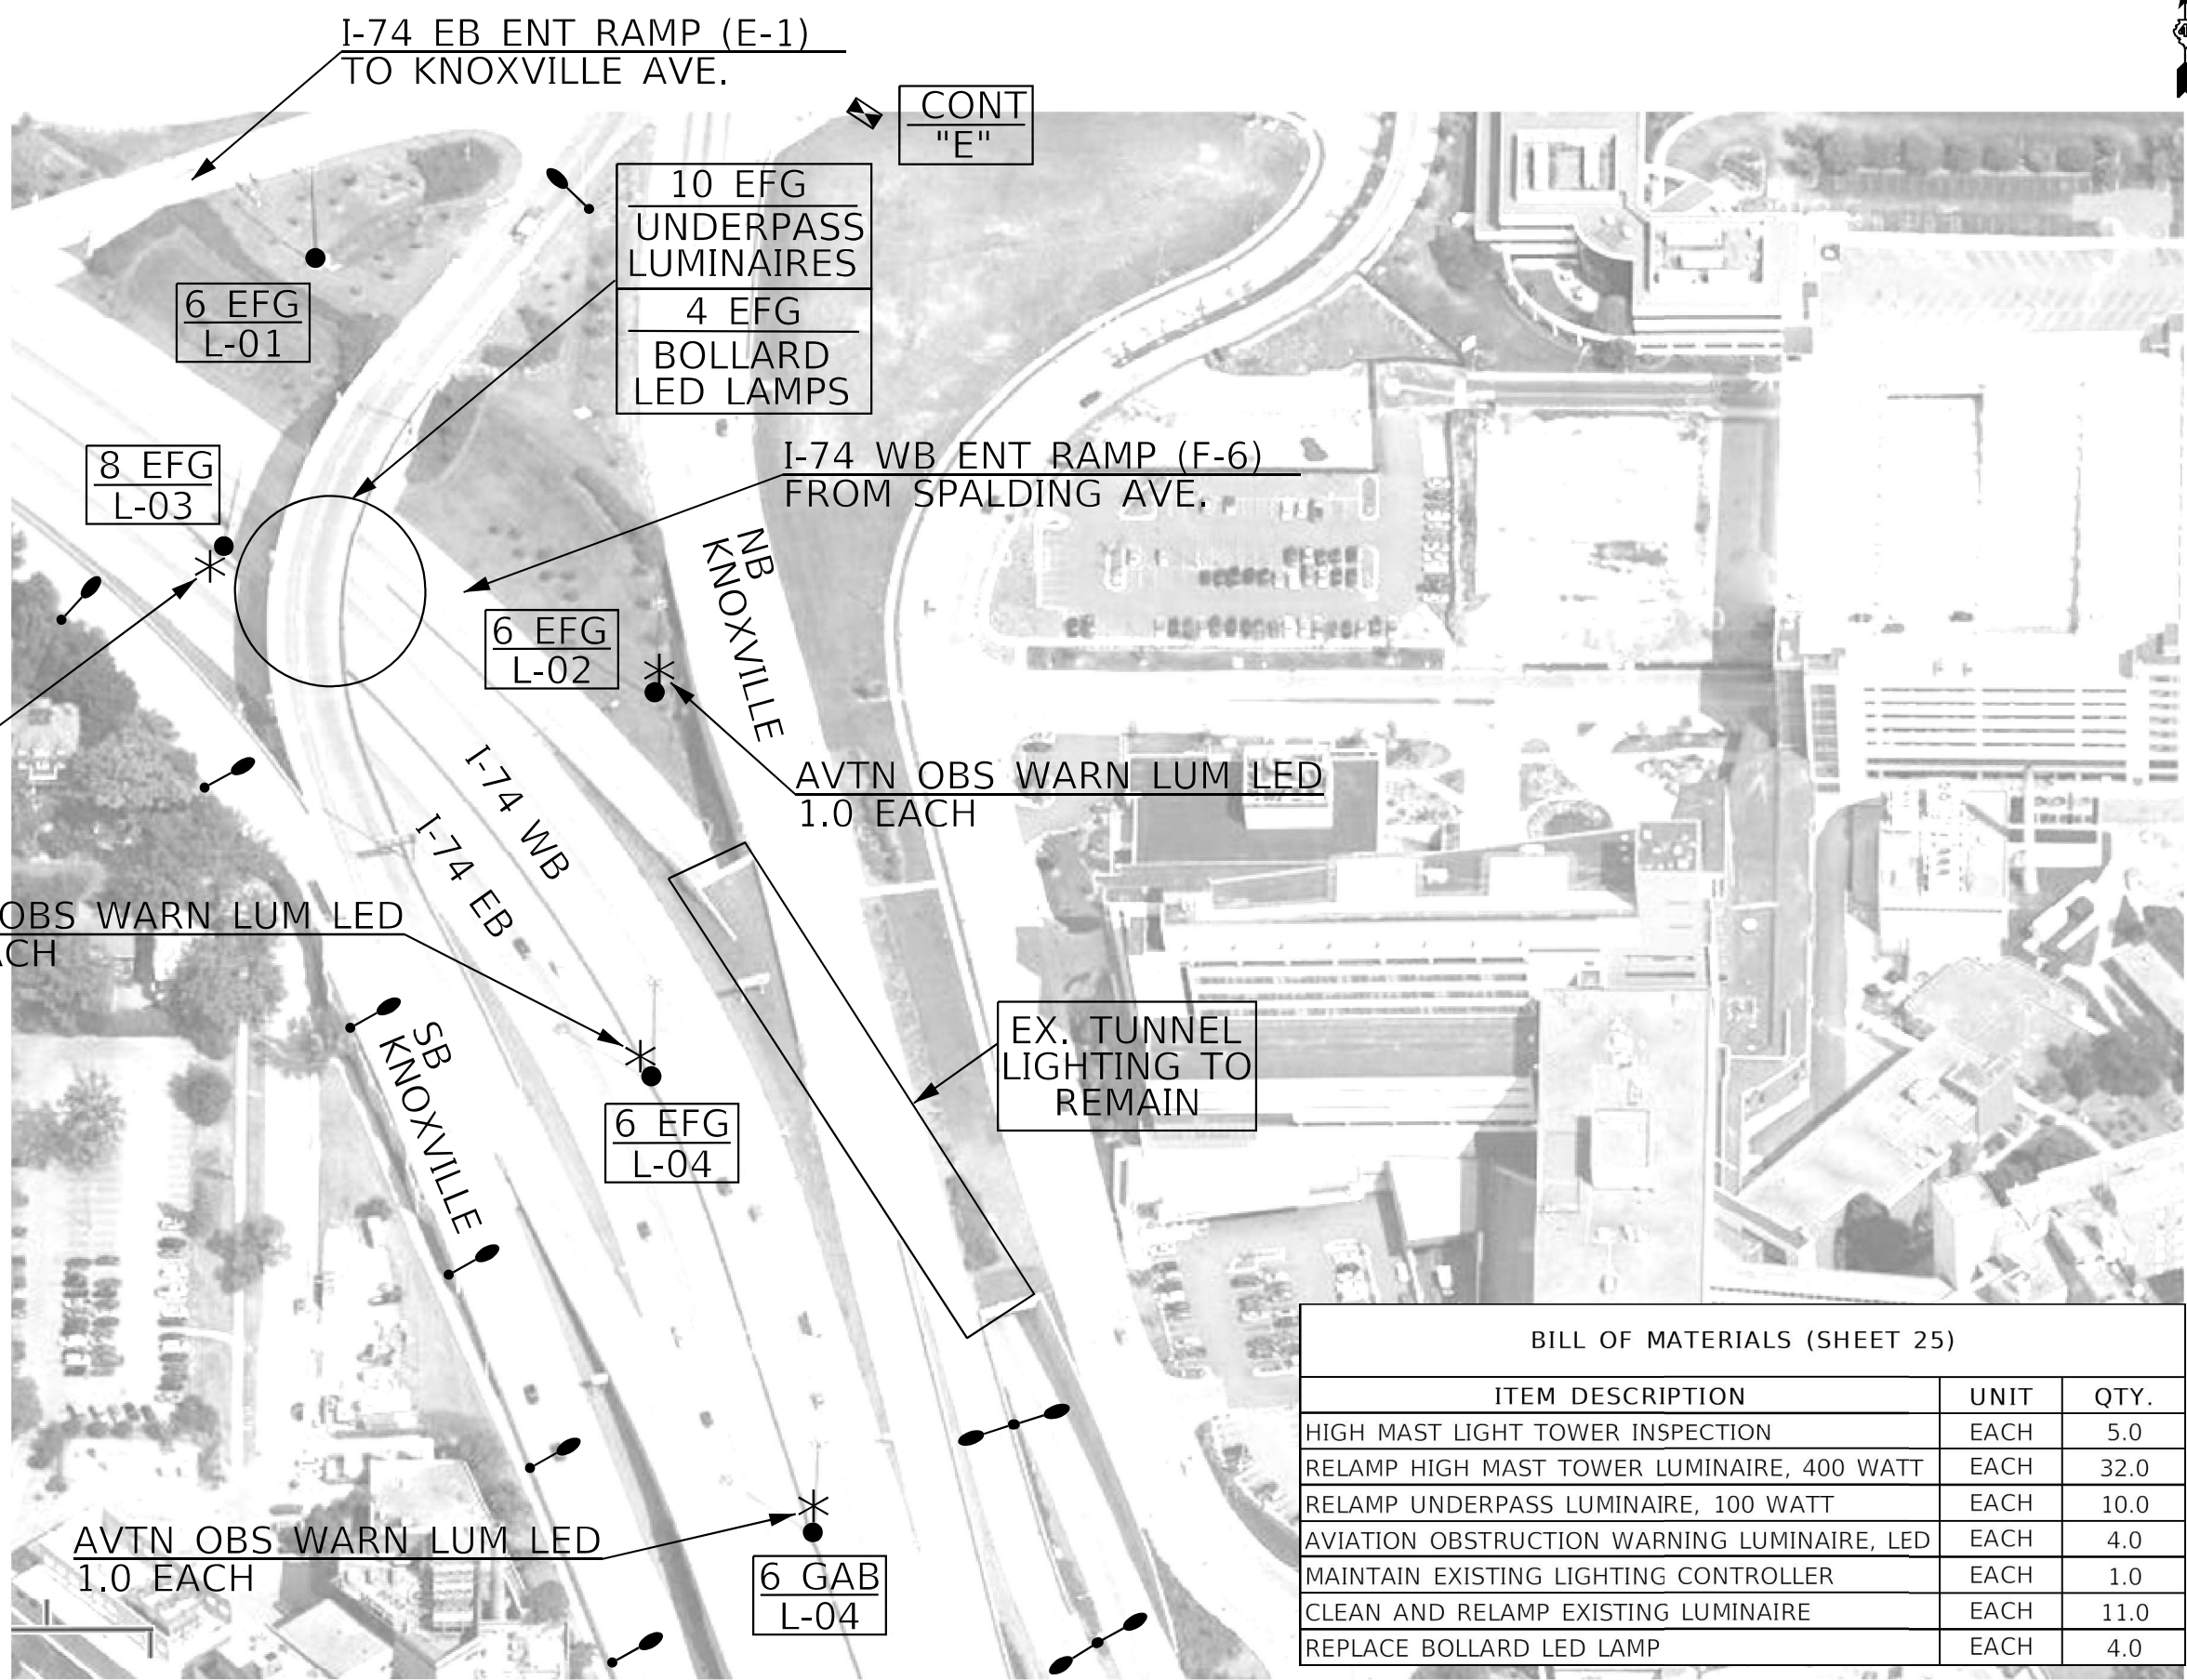 I-74 EB ENT RAMP (E-1)
TO KNOXVILLE AVE.
CONT
"E"
10 EFG
UNDERPASS
LUMINAIRES
4 EFG
BOLLARD
LED LAMPS
6 EFG
L-01
8 EFG
L-03
I-74 WB ENT RAMP (F-6)
FROM SPALDING AVE.
NB
KNOXVILLE
6 EFG
L-02
AVTN OBS WARN LUM LED
1.0 EACH
I-74 WB
I-74 EB
OBS WARN LUM LED
ACH
SB
KNOXVILLE
EX. TUNNEL
LIGHTING TO
REMAIN
6 EFG
L-04
AVTN OBS WARN LUM LED
1.0 EACH
6 GAB
L-04
BILL OF MATERIALS (SHEET 25)
ITEM DESCRIPTION UNIT QTY.
HIGH MAST LIGHT TOWER INSPECTION EACH 5.0
RELAMP HIGH MAST TOWER LUMINAIRE, 400 WATT EACH 32.0
RELAMP UNDERPASS LUMINAIRE, 100 WATT EACH 10.0
AVIATION OBSTRUCTION WARNING LUMINAIRE, LED EACH 4.0
MAINTAIN EXISTING LIGHTING CONTROLLER EACH 1.0
CLEAN AND RELAMP EXISTING LUMINAIRE EACH 11.0
REPLACE BOLLARD LED LAMP EACH 4.0